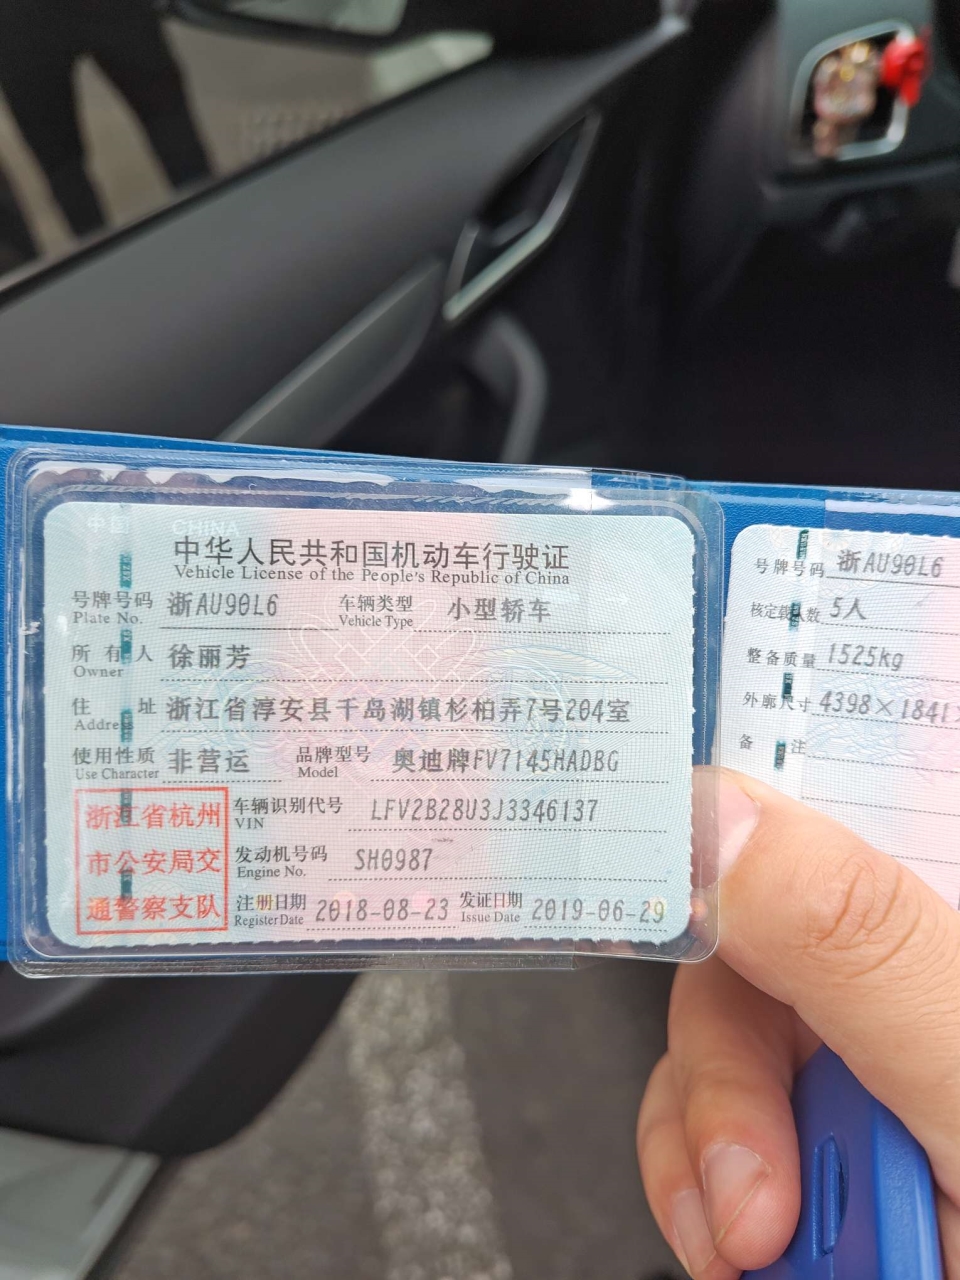 中国 CHINA
中华人民共和国机动车行驶证
Vehicle License of the People's Republic of China
号牌号码 浙AU90L6 车辆类型 小型轿车
Plate No. Vehicle Type
所有人 徐丽芳
Owner
住址 浙江省淳安县千岛湖镇杉柏弄7号204室
Address
使用性质 非营运 品牌型号 奥迪牌FV7145HADBG
Use Character Model
浙江省杭州
市公安局交
通警察支队
车辆识别代号 LFV2B28U3J3346137
VIN
发动机号码 SH0987
Engine No.
注册日期 2018-08-23 发证日期 2019-06-29
Register Date Issue Date
号牌号码 浙AU90L6
核定载人数 5人
整备质量 1525kg
外廓尺寸 4398×1841
备注